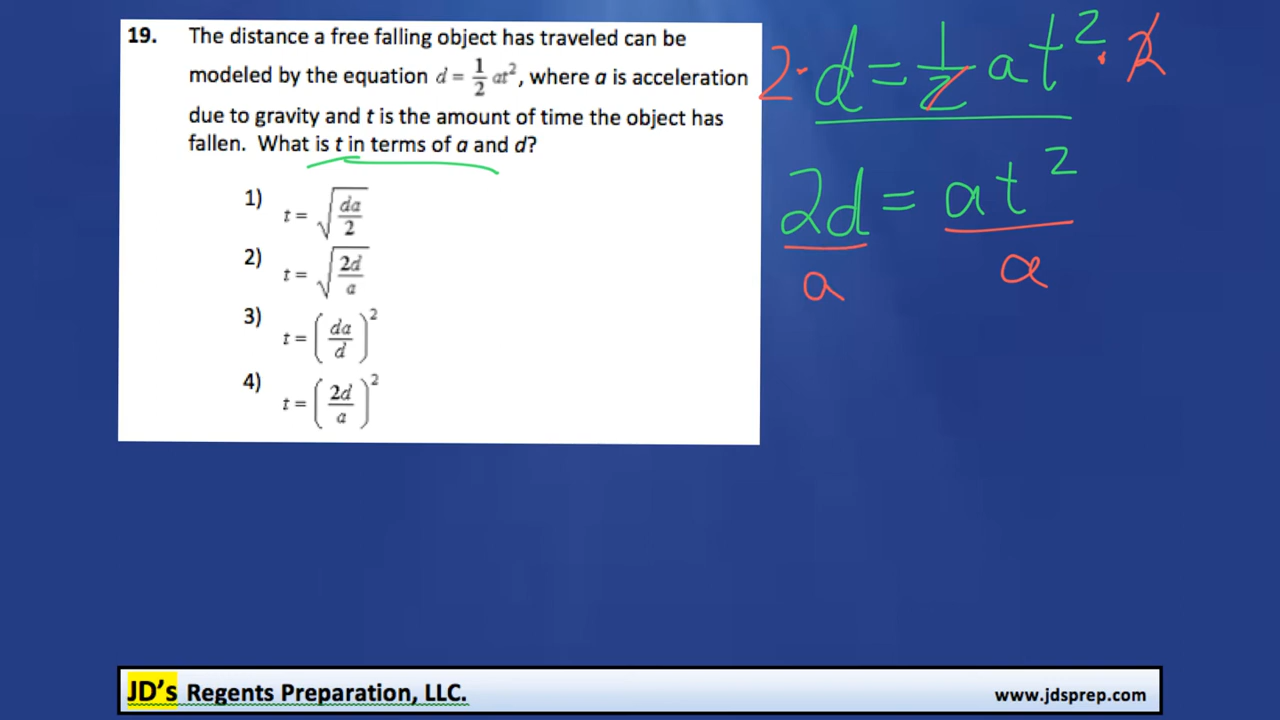 19. The distance a free falling object has traveled can be
modeled by the equation d = 1/2 at², where a is acceleration
due to gravity and t is the amount of time the object has
fallen. What is t in terms of a and d?
1) t = √(da/2)
2) t = √(2d/a)
3) t = (da/d)²
4) t = (2d/a)²
2· d = 1/2 at² · 2
2d = at²
a a
JD's Regents Preparation, LLC.
www.jdsprep.com